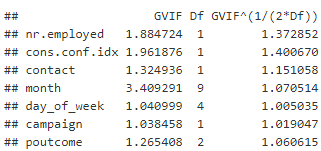 ##                 GVIF Df GVIF^(1/(2*Df))
## nr.employed   1.884724  1        1.372852
## cons.conf.idx 1.961876  1        1.400670
## contact       1.324936  1        1.151058
## month         3.409291  9        1.070514
## day_of_week   1.040999  4        1.005035
## campaign      1.038458  1        1.019047
## poutcome      1.265408  2        1.060615